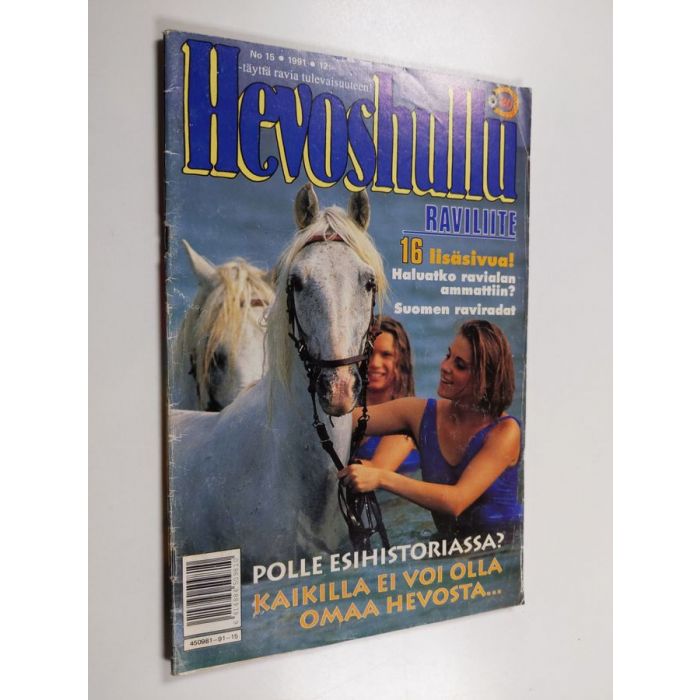 No 15 • 1991 • 12:-
-täyttä ravia tulevaisuuteen!
Hevoshullu
RAVILIITE
16 lisäsivua!
Haluatko ravialan
ammattiin?
Suomen raviradat
POLLE ESIHISTORIASSA?
KAIKILLA EI VOI OLLA
OMAA HEVOSTA...
450981-91-15